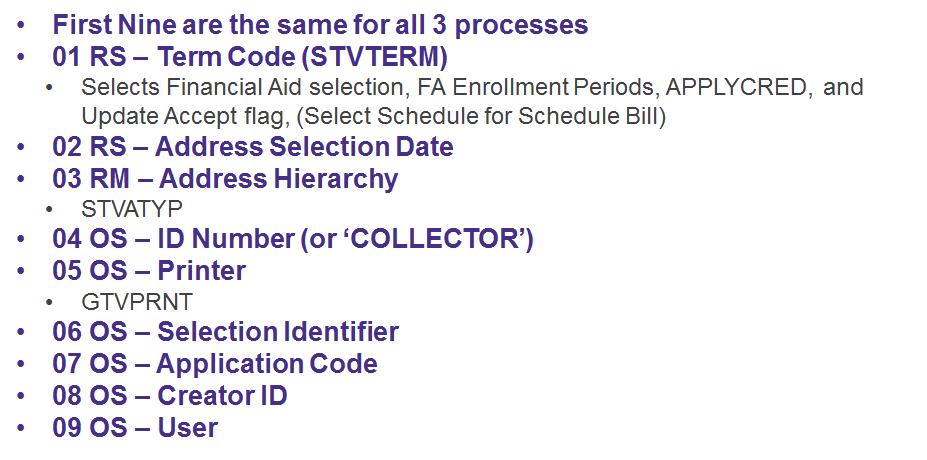 • First Nine are the same for all 3 processes
• 01 RS – Term Code (STVTERM)
• Selects Financial Aid selection, FA Enrollment Periods, APPLYCRED, and
Update Accept flag, (Select Schedule for Schedule Bill)
• 02 RS – Address Selection Date
• 03 RM – Address Hierarchy
• STVATYP
• 04 OS – ID Number (or ‘COLLECTOR’)
• 05 OS – Printer
• GTVPRNT
• 06 OS – Selection Identifier
• 07 OS – Application Code
• 08 OS – Creator ID
• 09 OS – User